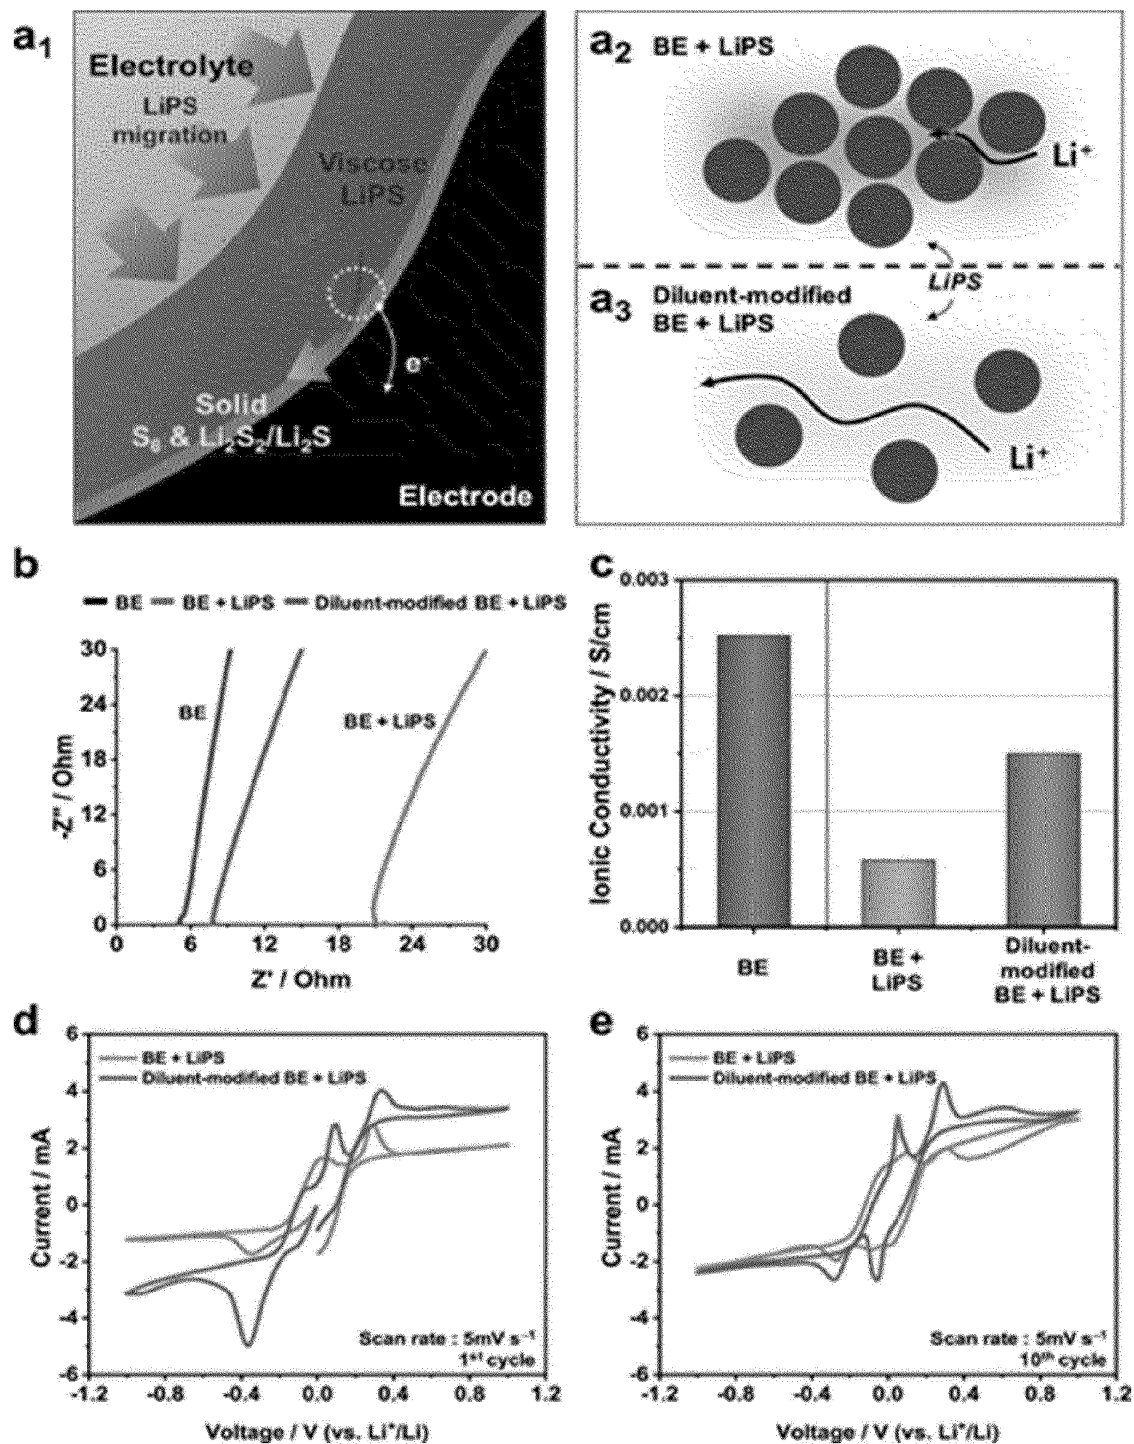 a1
Electrolyte
LiPS
migration
Viscose
LiPS
e-
Solid
S8 & Li2S2/Li2S
Electrode
a2
BE + LiPS
Li+
LiPS
a3
Diluent-modified
BE + LiPS
Li+
b
BE BE + LiPS Diluent-modified BE + LiPS
30
24
18
12
6
0
-Z" / Ohm
BE
BE + LiPS
0 6 12 18 24 30
Z' / Ohm
c
0.003
0.002
0.001
0.000
Ionic Conductivity / S/cm
BE
BE +
LiPS
Diluent-
modified
BE + LiPS
d
6
4
2
0
-2
-4
-6
Current / mA
BE + LiPS
Diluent-modified BE + LiPS
Scan rate : 5mV s⁻¹
1st cycle
-1.2 -0.8 -0.4 0.0 0.4 0.8 1.2
Voltage / V (vs. Li+/Li)
e
6
4
2
0
-2
-4
-6
Current / mA
BE + LiPS
Diluent-modified BE + LiPS
Scan rate : 5mV s⁻¹
10th cycle
-1.2 -0.8 -0.4 0.0 0.4 0.8 1.2
Voltage / V (vs. Li+/Li)